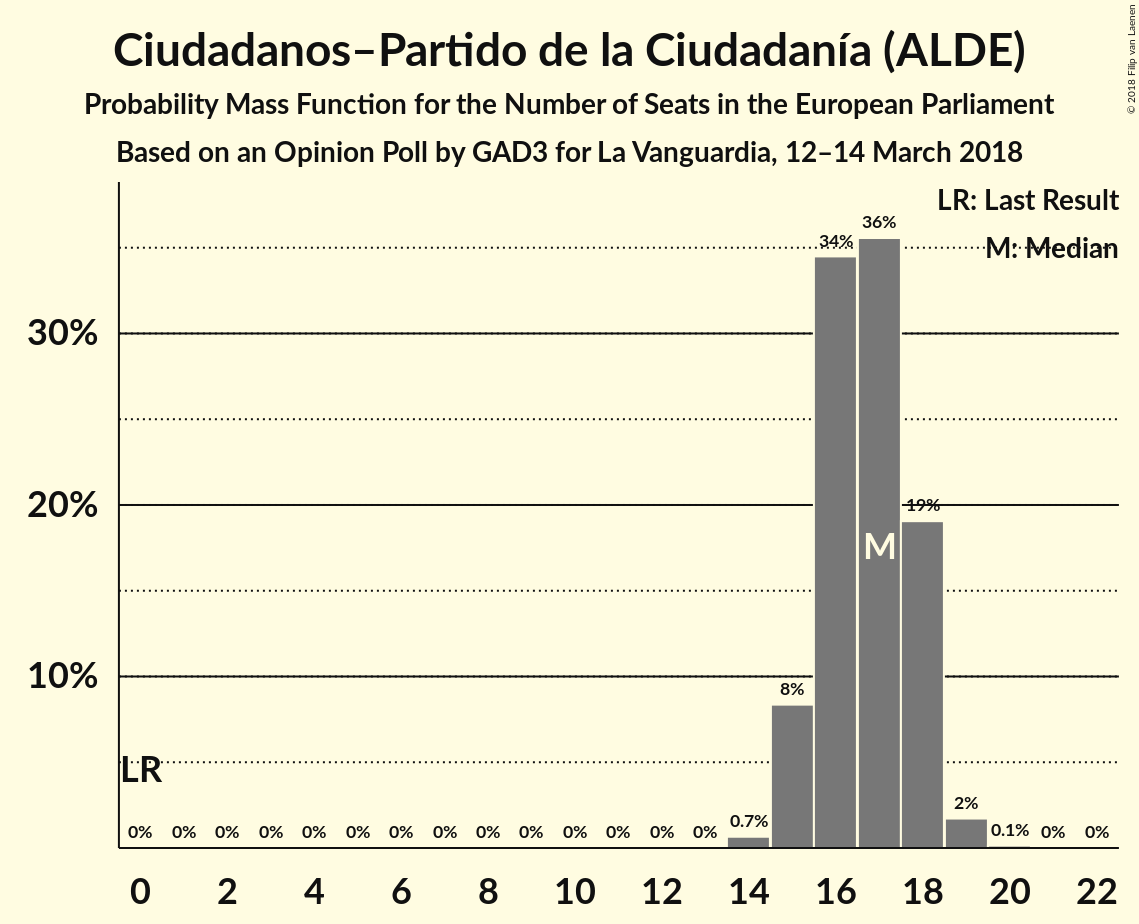 Ciudadanos–Partido de la Ciudadanía (ALDE)
Probability Mass Function for the Number of Seats in the European Parliament
Based on an Opinion Poll by GAD3 for La Vanguardia, 12–14 March 2018
© 2018 Filip van Laenen
LR: Last Result
M: Median
30%
20%
10%
LR
M
0% 0% 0% 0% 0% 0% 0% 0% 0% 0% 0% 0% 0% 0% 0.7% 8% 34% 36% 19% 2% 0.1% 0% 0%
0 2 4 6 8 10 12 14 16 18 20 22